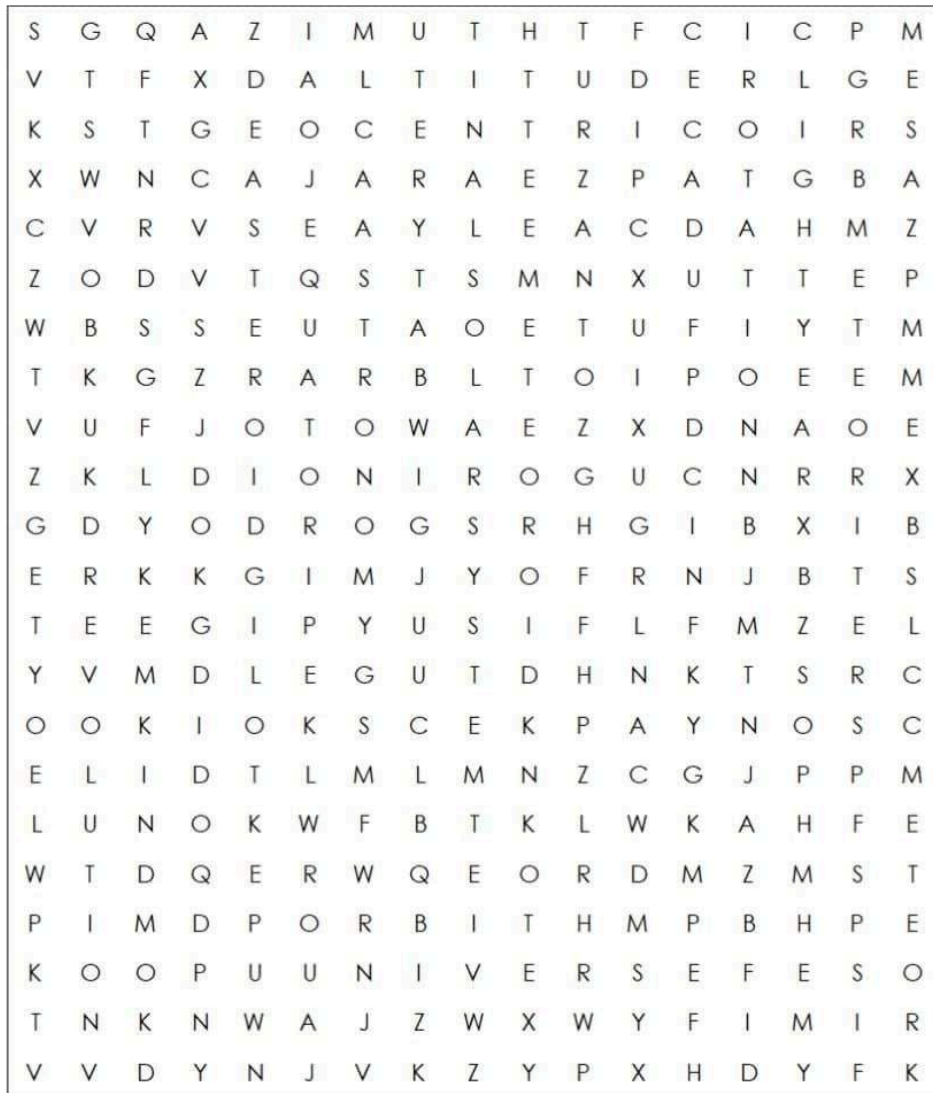 S G Q A Z I M U T H T F C I C P M
V T F X D A L T I T U D E R L G E
K S T G E O C E N T R I C O I R S
X W N C A J A R A E Z P A T G B A
C V R V S E A Y L E A C D A H M Z
Z O D V T Q S T S M N X U T T E P
W B S S E U T A O E T U F I Y T M
T K G Z R A R B L T O I P O E E M
V U F J O T O W A E Z X D N A O E
Z K L D I O N I R O G U C N R R X
G D Y O D R O G S R H G I B X I B
E R K K G I M J Y O F R N J B T S
T E E G I P Y U S I F L F M Z E L
Y V M D L E G U T D H N K T S R C
O O K I O K S C E K P A Y N O S C
E L I D T L M L M N Z C G J P P M
L U N O K W F B T K L W K A H F E
W T D Q E R W Q E O R D M Z M S T
P I M D P O R B I T H M P B H P E
K O O P U U N I V E R S E F E S O
T N K N W A J Z W X W Y F I M I R
V V D Y N J V K Z Y P X H D Y F K